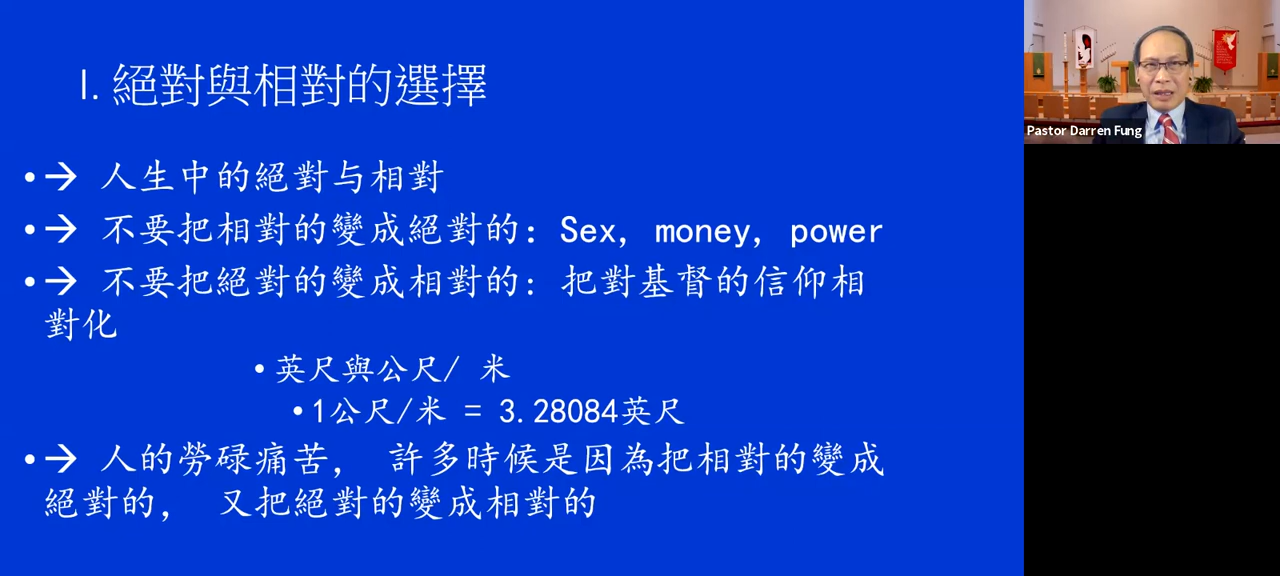 I. 絕對與相對的選擇
•→ 人生中的絕對与相對
•→ 不要把相對的變成絕對的: Sex, money, power
•→ 不要把絕對的變成相對的: 把對基督的信仰相
對化
•英尺與公尺/ 米
•1公尺/米 = 3.28084英尺
•→ 人的勞碌痛苦, 許多時候是因為把相對的變成
絕對的, 又把絕對的變成相對的
Pastor Darren Fung